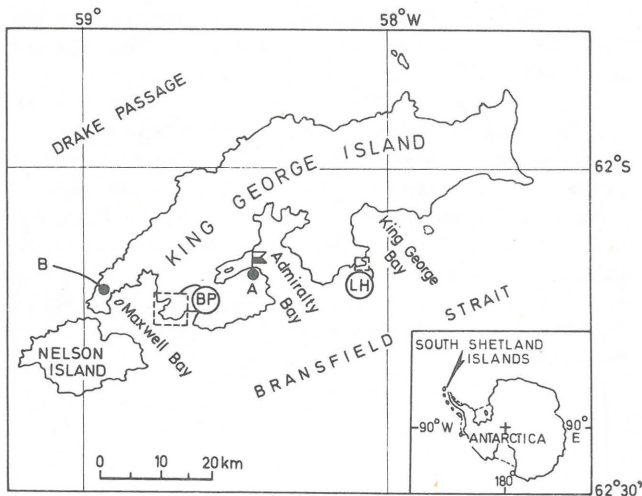 59°
58° W
DRAKE PASSAGE
KING GEORGE ISLAND
62°S
King George Bay
Admiralty Bay
B
A
BP
LH
Maxwell Bay
NELSON ISLAND
BRANSFIELD STRAIT
SOUTH SHETLAND ISLANDS
90°W
90° E
ANTARCTICA
180°
0 10 20 km
62°30'